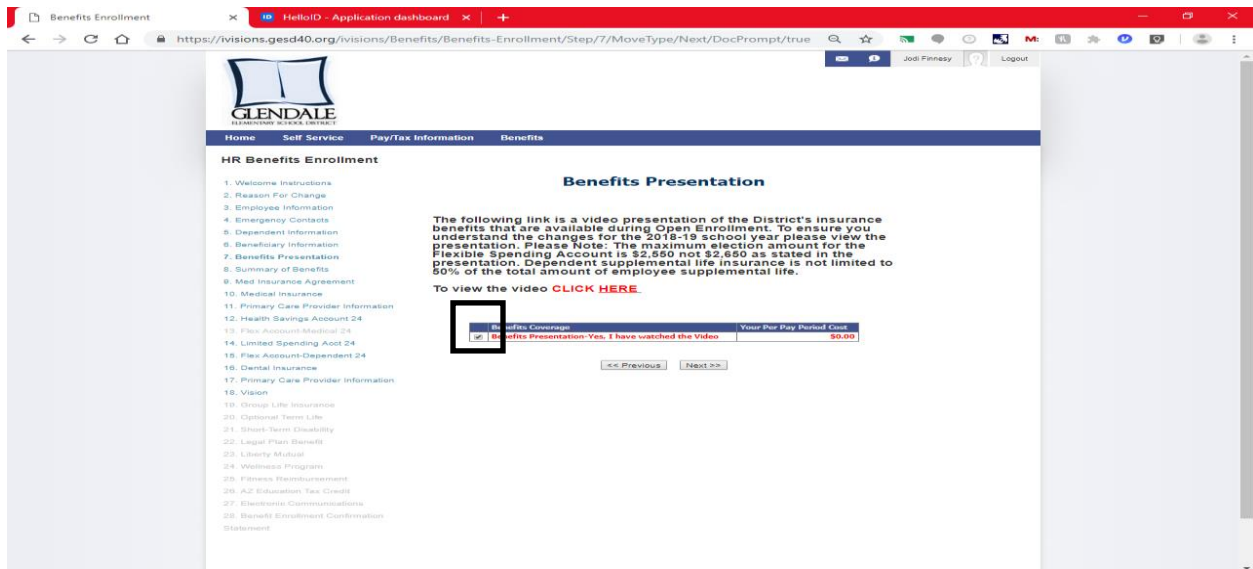 Benefits Enrollment
HelloID - Application dashboard
https://ivisions.gesd40.org/ivisions/Benefits/Benefits-Enrollment/Step/7/MoveType/Next/DocPrompt/true
Jodi Finnesy
Logout
GLENDALE
ELEMENTARY SCHOOL DISTRICT
Home Self Service Pay/Tax Information Benefits
HR Benefits Enrollment
1. Welcome Instructions
2. Reason For Change
3. Employee Information
4. Emergency Contacts
5. Dependent Information
6. Beneficiary Information
7. Benefits Presentation
8. Summary of Benefits
9. Med Insurance Agreement
10. Medical Insurance
11. Primary Care Provider Information
12. Health Savings Account 24
13. Flex Account-Medical 24
14. Limited Spending Acct 24
15. Flex Account-Dependent 24
16. Dental Insurance
17. Primary Care Provider Information
18. Vision
19. Group Life Insurance
20. Optional Term Life
21. Short-Term Disability
22. Legal Plan Benefit
23. Liberty Mutual
24. Wellness Program
25. Fitness Reimbursement
26. AZ Education Tax Credit
27. Electronic Communications
28. Benefit Enrollment Confirmation
Statement
Benefits Presentation
The following link is a video presentation of the District's insurance
benefits that are available during Open Enrollment. To ensure you
understand the changes for the 2018-19 school year please view the
presentation. Please Note: The maximum election amount for the
Flexible Spending Account is $2,550 not $2,650 as stated in the
presentation. Dependent supplemental life insurance is not limited to
50% of the total amount of employee supplemental life.
To view the video CLICK HERE
Benefits Coverage Your Per Pay Period Cost
Benefits Presentation-Yes, I have watched the Video $0.00
<< Previous Next >>